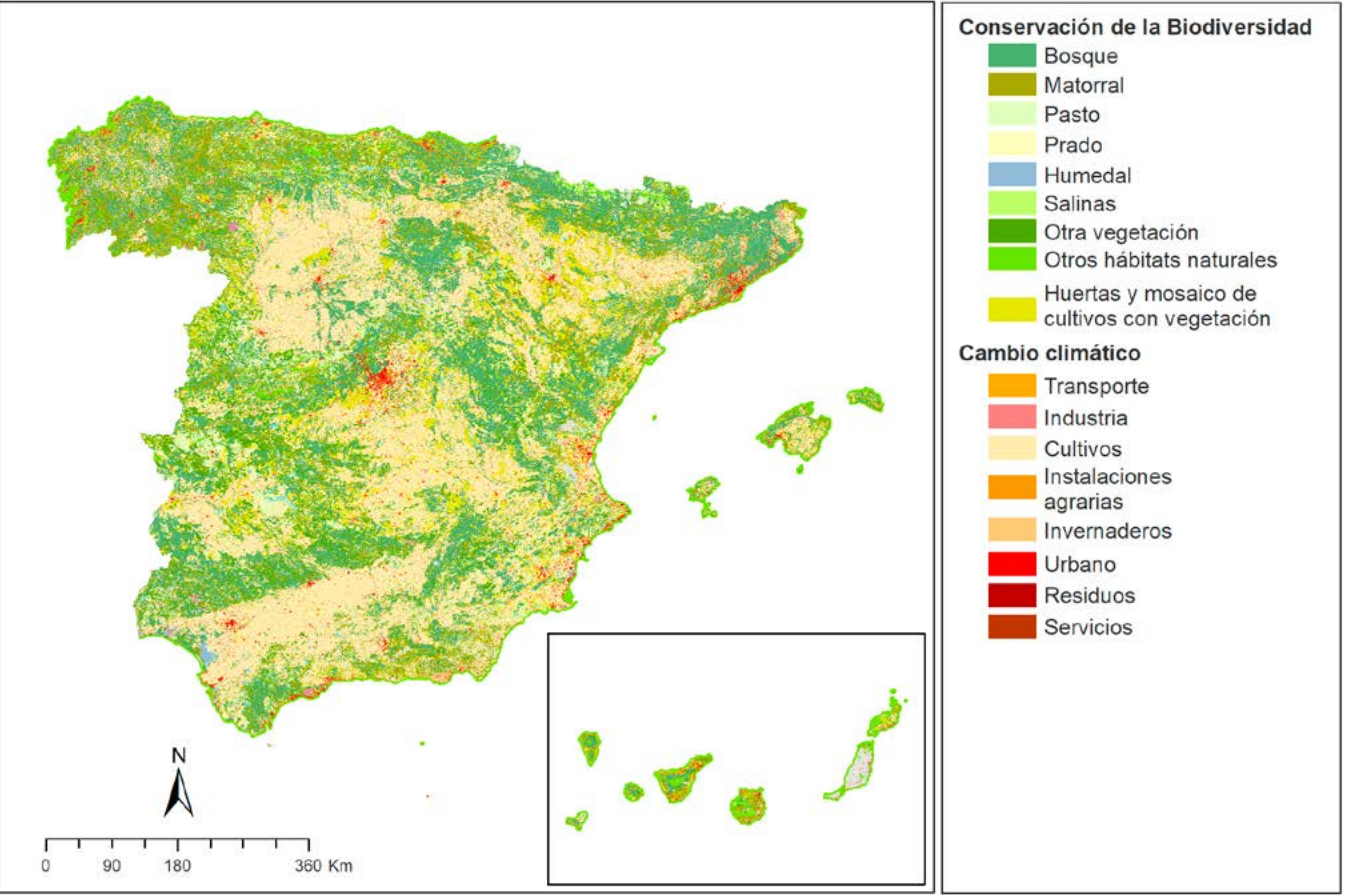 Conservación de la Biodiversidad
Bosque
Matorral
Pasto
Prado
Humedal
Salinas
Otra vegetación
Otros hábitats naturales
Huertas y mosaico de
cultivos con vegetación
Cambio climático
Transporte
Industria
Cultivos
Instalaciones
agrarias
Invernaderos
Urbano
Residuos
Servicios
N
0 90 180 360 Km